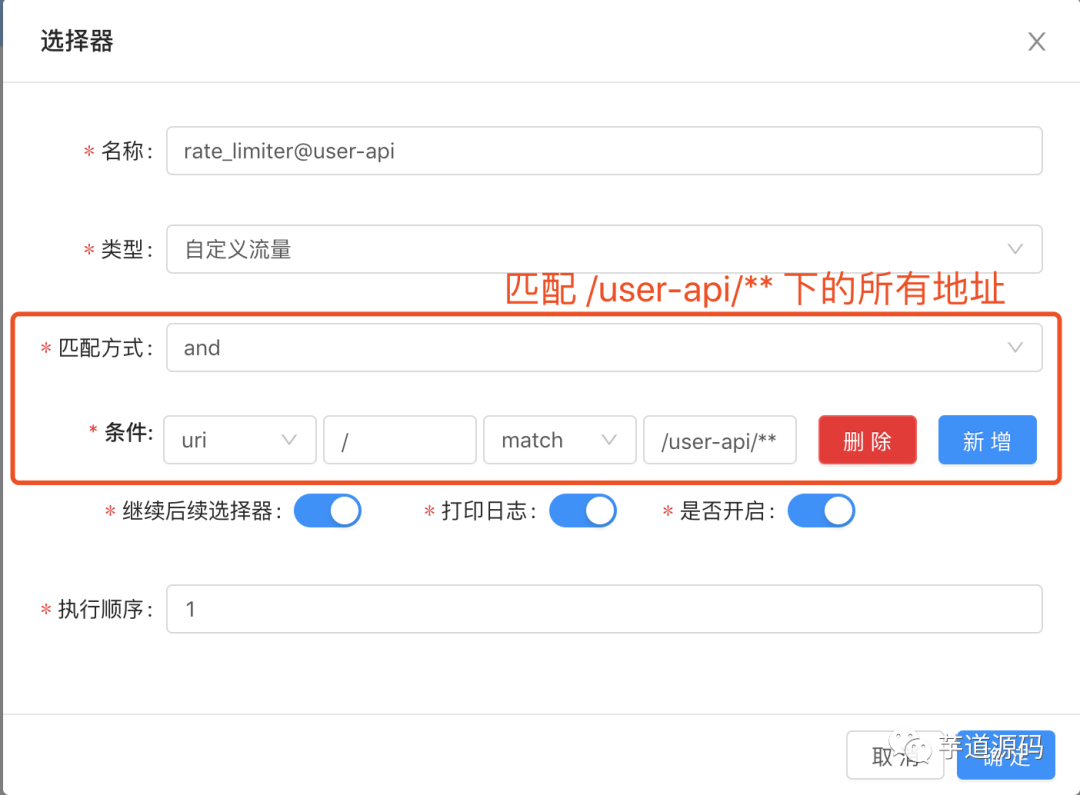 选择器
* 名称: rate_limiter@user-api
* 类型: 自定义流量
匹配 /user-api/** 下的所有地址
* 匹配方式: and
* 条件: uri / match /user-api/** 删 除 新 增
* 继续后续选择器: * 打印日志: * 是否开启:
* 执行顺序: 1
取 消 确 定
芋道源码